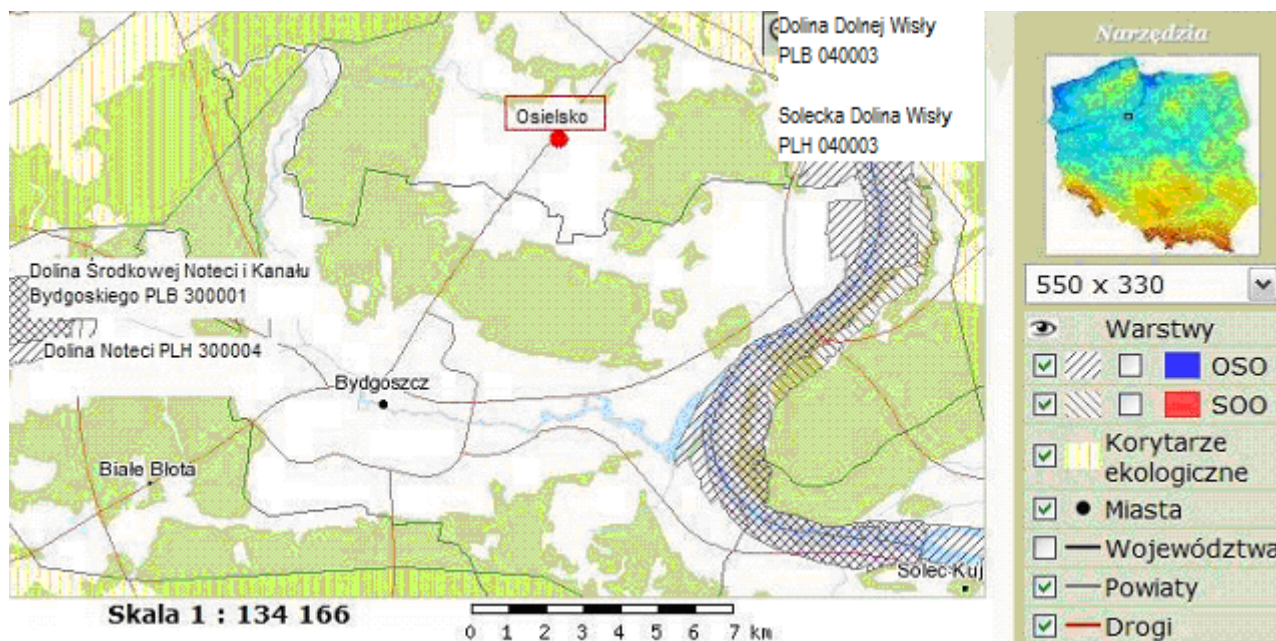 Dolina Dolnej Wisły
PLB 040003
Solecka Dolina Wisły
PLH 040003
Osielsko
Dolina Środkowej Noteci i Kanału
Bydgoskiego PLB 300001
Dolina Noteci PLH 300004
Bydgoszcz
Białe Błota
Solec Kuj
Skala 1 : 134 166
0 1 2 3 4 5 6 7 km
Narzędzia
550 x 330
Warstwy
OSO
SOO
Korytarze
ekologiczne
Miasta
Województwa
Powiaty
Drogi